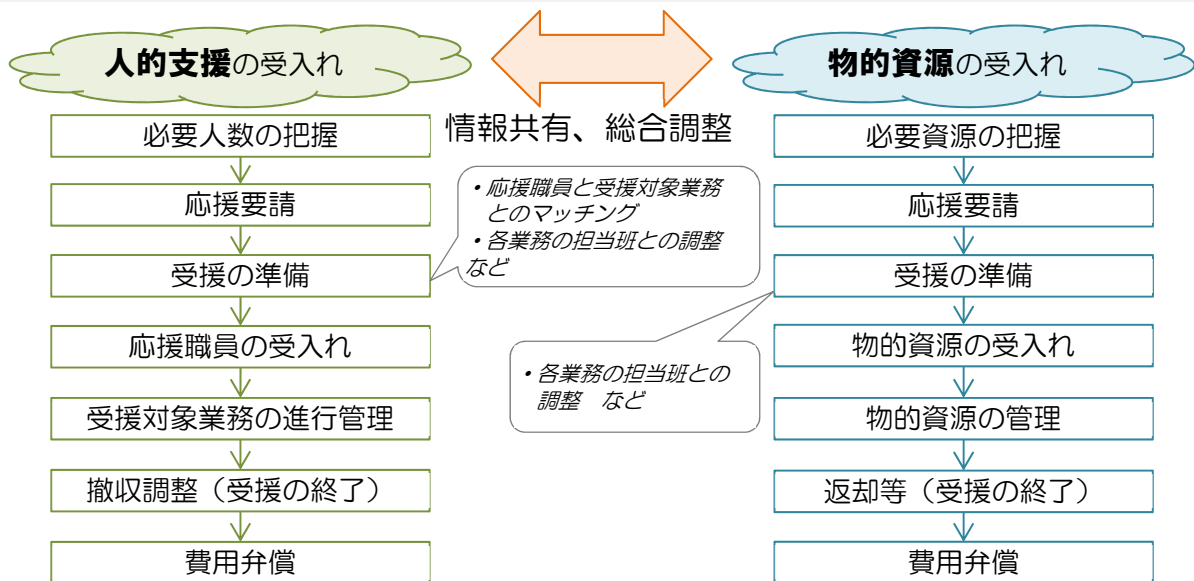 人的支援の受入れ
必要人数の把握
応援要請
受援の準備
応援職員の受入れ
受援対象業務の進行管理
撤収調整（受援の終了）
費用弁償
情報共有、総合調整
・応援職員と受援対象業務
とのマッチング
・各業務の担当班との調整
など
・各業務の担当班との
調整　など
物的資源の受入れ
必要資源の把握
応援要請
受援の準備
物的資源の受入れ
物的資源の管理
返却等（受援の終了）
費用弁償